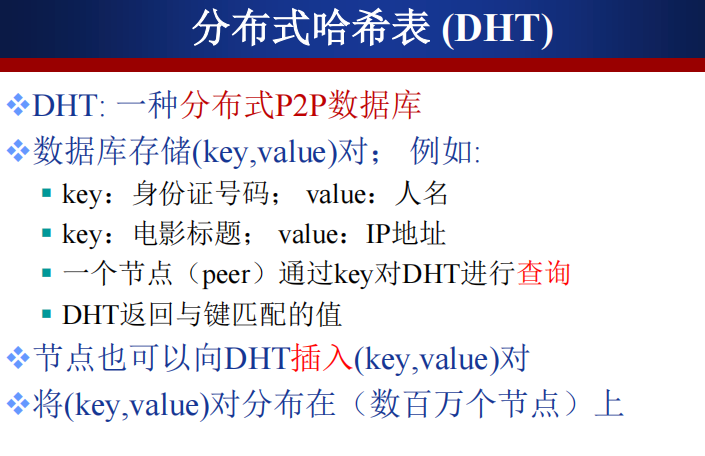 分布式哈希表 (DHT)
DHT: 一种分布式P2P数据库
数据库存储(key,value)对； 例如:
key：身份证号码； value：人名
key：电影标题； value：IP地址
一个节点（peer）通过key对DHT进行查询
DHT返回与键匹配的值
节点也可以向DHT插入(key,value)对
将(key,value)对分布在（数百万个节点）上